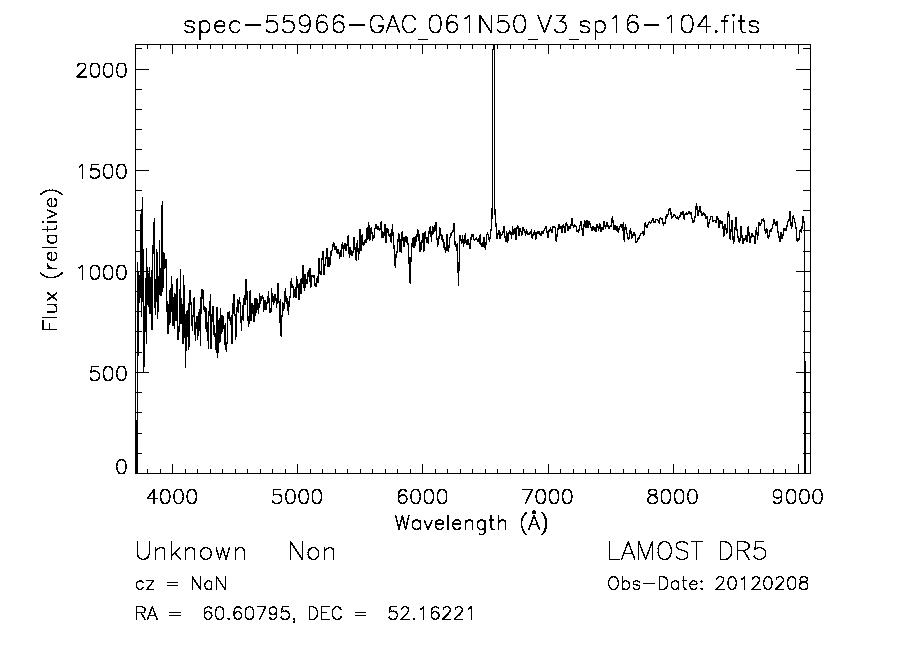 spec-55966-GAC_061N50_V3_sp16-104.fits
2000
1500
1000
500
0
Flux (relative)
4000 5000 6000 7000 8000 9000
Wavelength (Å)
Unknown Non LAMOST DR5
cz = NaN Obs-Date: 20120208
RA = 60.60795, DEC = 52.16221